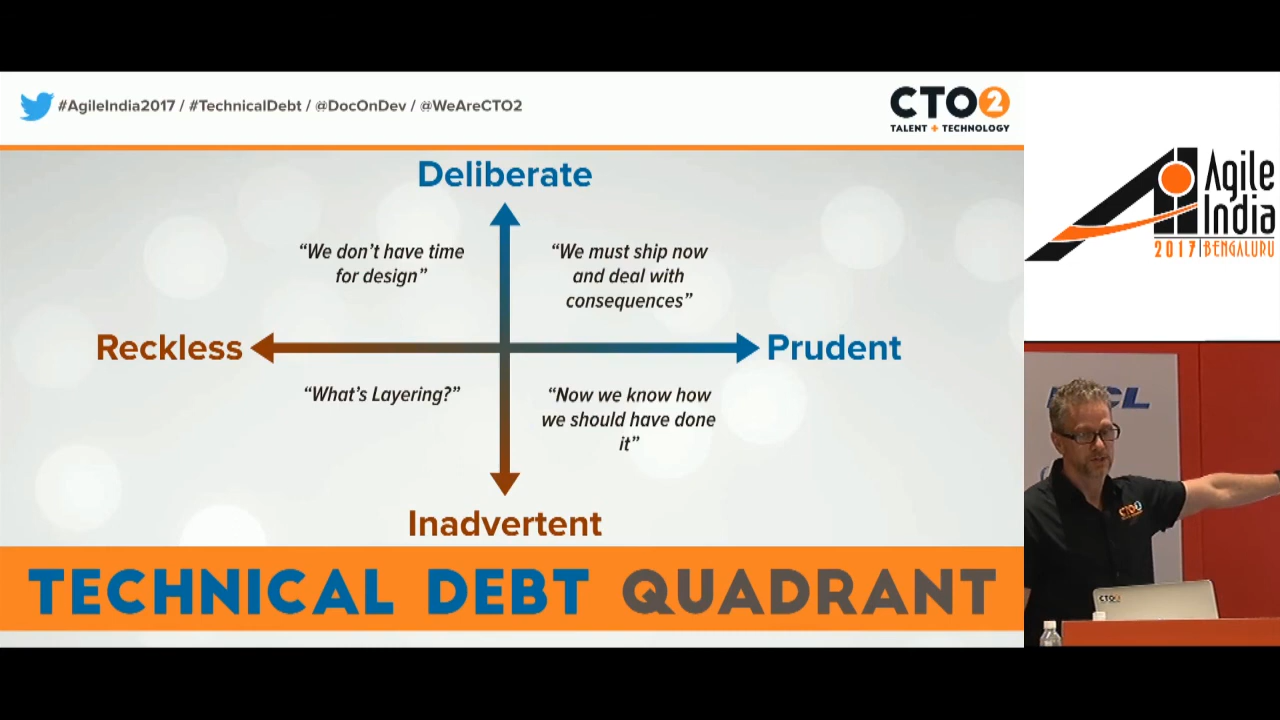 #AgileIndia2017 / #TechnicalDebt / @DocOnDev / @WeAreCTO2
CTO2
TALENT + TECHNOLOGY
Deliberate
“We don’t have time
for design”
“We must ship now
and deal with
consequences”
Reckless
Prudent
“What’s Layering?”
“Now we know how
we should have done
it”
Inadvertent
TECHNICAL DEBT QUADRANT
Agile
India
2017 | BENGALURU
CTO2
CTO2